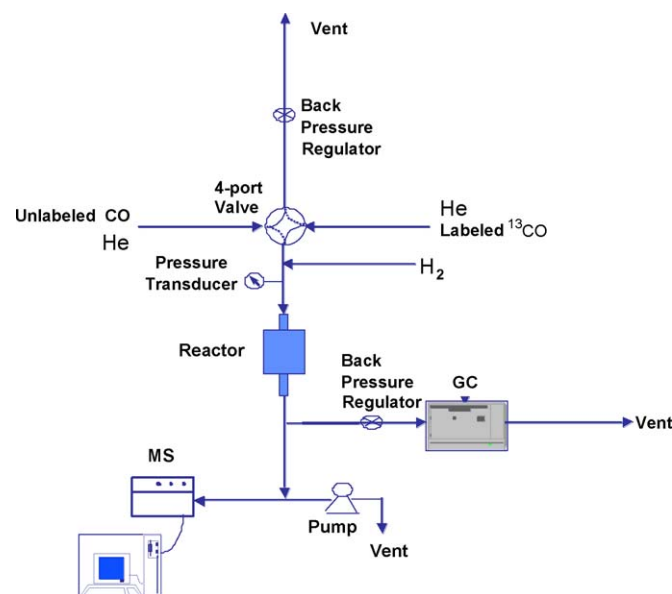 Vent
Back
Pressure
Regulator
4-port
Valve
Unlabeled CO
He
He
Labeled ¹³CO
Pressure
Transducer
H₂
Reactor
Back
Pressure
Regulator
GC
Vent
MS
Pump
Vent